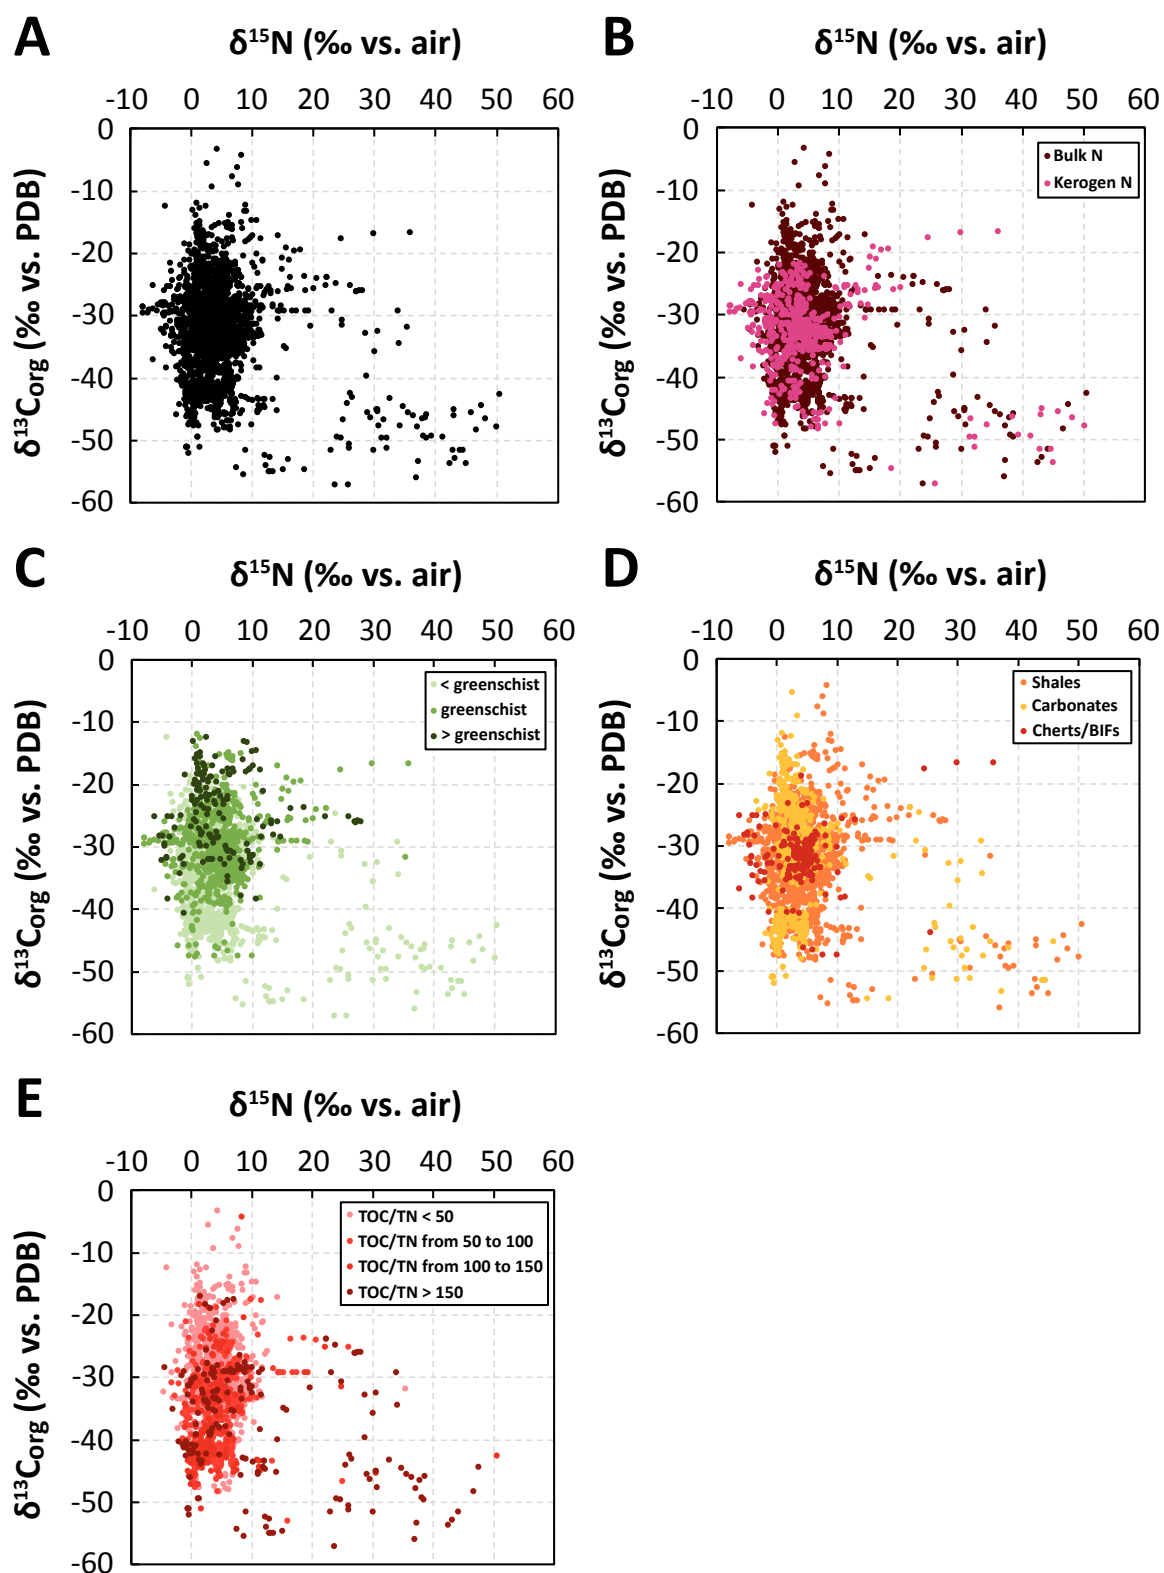 A
δ¹⁵N (‰ vs. air)
-10 0 10 20 30 40 50 60
0
-10
-20
-30
-40
-50
-60
δ¹³Corg (‰ vs. PDB)
B
δ¹⁵N (‰ vs. air)
-10 0 10 20 30 40 50 60
0
-10
-20
-30
-40
-50
-60
δ¹³Corg (‰ vs. PDB)
Bulk N
Kerogen N
C
δ¹⁵N (‰ vs. air)
-10 0 10 20 30 40 50 60
0
-10
-20
-30
-40
-50
-60
δ¹³Corg (‰ vs. PDB)
< greenschist
greenschist
> greenschist
D
δ¹⁵N (‰ vs. air)
-10 0 10 20 30 40 50 60
0
-10
-20
-30
-40
-50
-60
δ¹³Corg (‰ vs. PDB)
Shales
Carbonates
Cherts/BIFs
E
δ¹⁵N (‰ vs. air)
-10 0 10 20 30 40 50 60
0
-10
-20
-30
-40
-50
-60
δ¹³Corg (‰ vs. PDB)
TOC/TN < 50
TOC/TN from 50 to 100
TOC/TN from 100 to 150
TOC/TN > 150